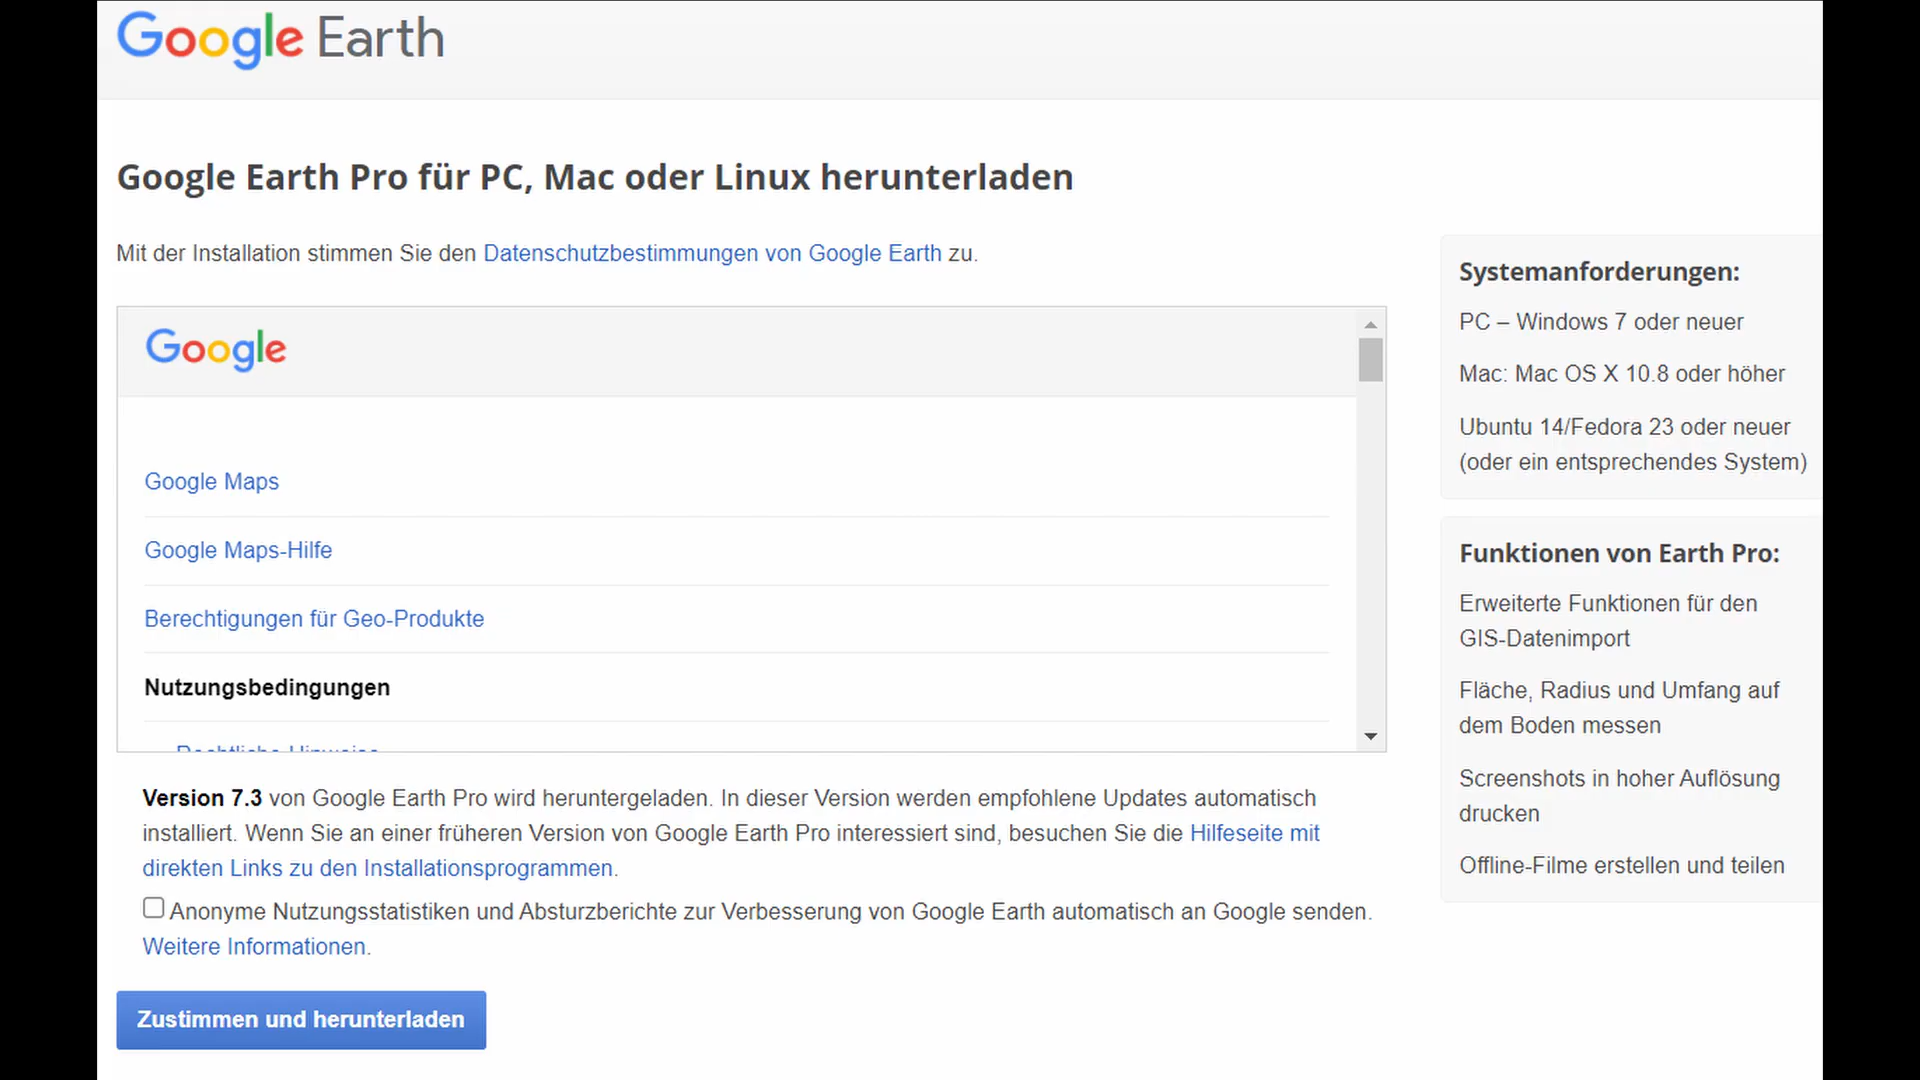 Google Earth
Google Earth Pro für PC, Mac oder Linux herunterladen
Mit der Installation stimmen Sie den Datenschutzbestimmungen von Google Earth zu.
Google
Google Maps
Google Maps-Hilfe
Berechtigungen für Geo-Produkte
Nutzungsbedingungen
Rechtliche Hinweise
Version 7.3 von Google Earth Pro wird heruntergeladen. In dieser Version werden empfohlene Updates automatisch
installiert. Wenn Sie an einer früheren Version von Google Earth Pro interessiert sind, besuchen Sie die Hilfeseite mit
direkten Links zu den Installationsprogrammen.
Anonyme Nutzungsstatistiken und Absturzberichte zur Verbesserung von Google Earth automatisch an Google senden.
Weitere Informationen.
Zustimmen und herunterladen
Systemanforderungen:
PC – Windows 7 oder neuer
Mac: Mac OS X 10.8 oder höher
Ubuntu 14/Fedora 23 oder neuer
(oder ein entsprechendes System)
Funktionen von Earth Pro:
Erweiterte Funktionen für den
GIS-Datenimport
Fläche, Radius und Umfang auf
dem Boden messen
Screenshots in hoher Auflösung
drucken
Offline-Filme erstellen und teilen